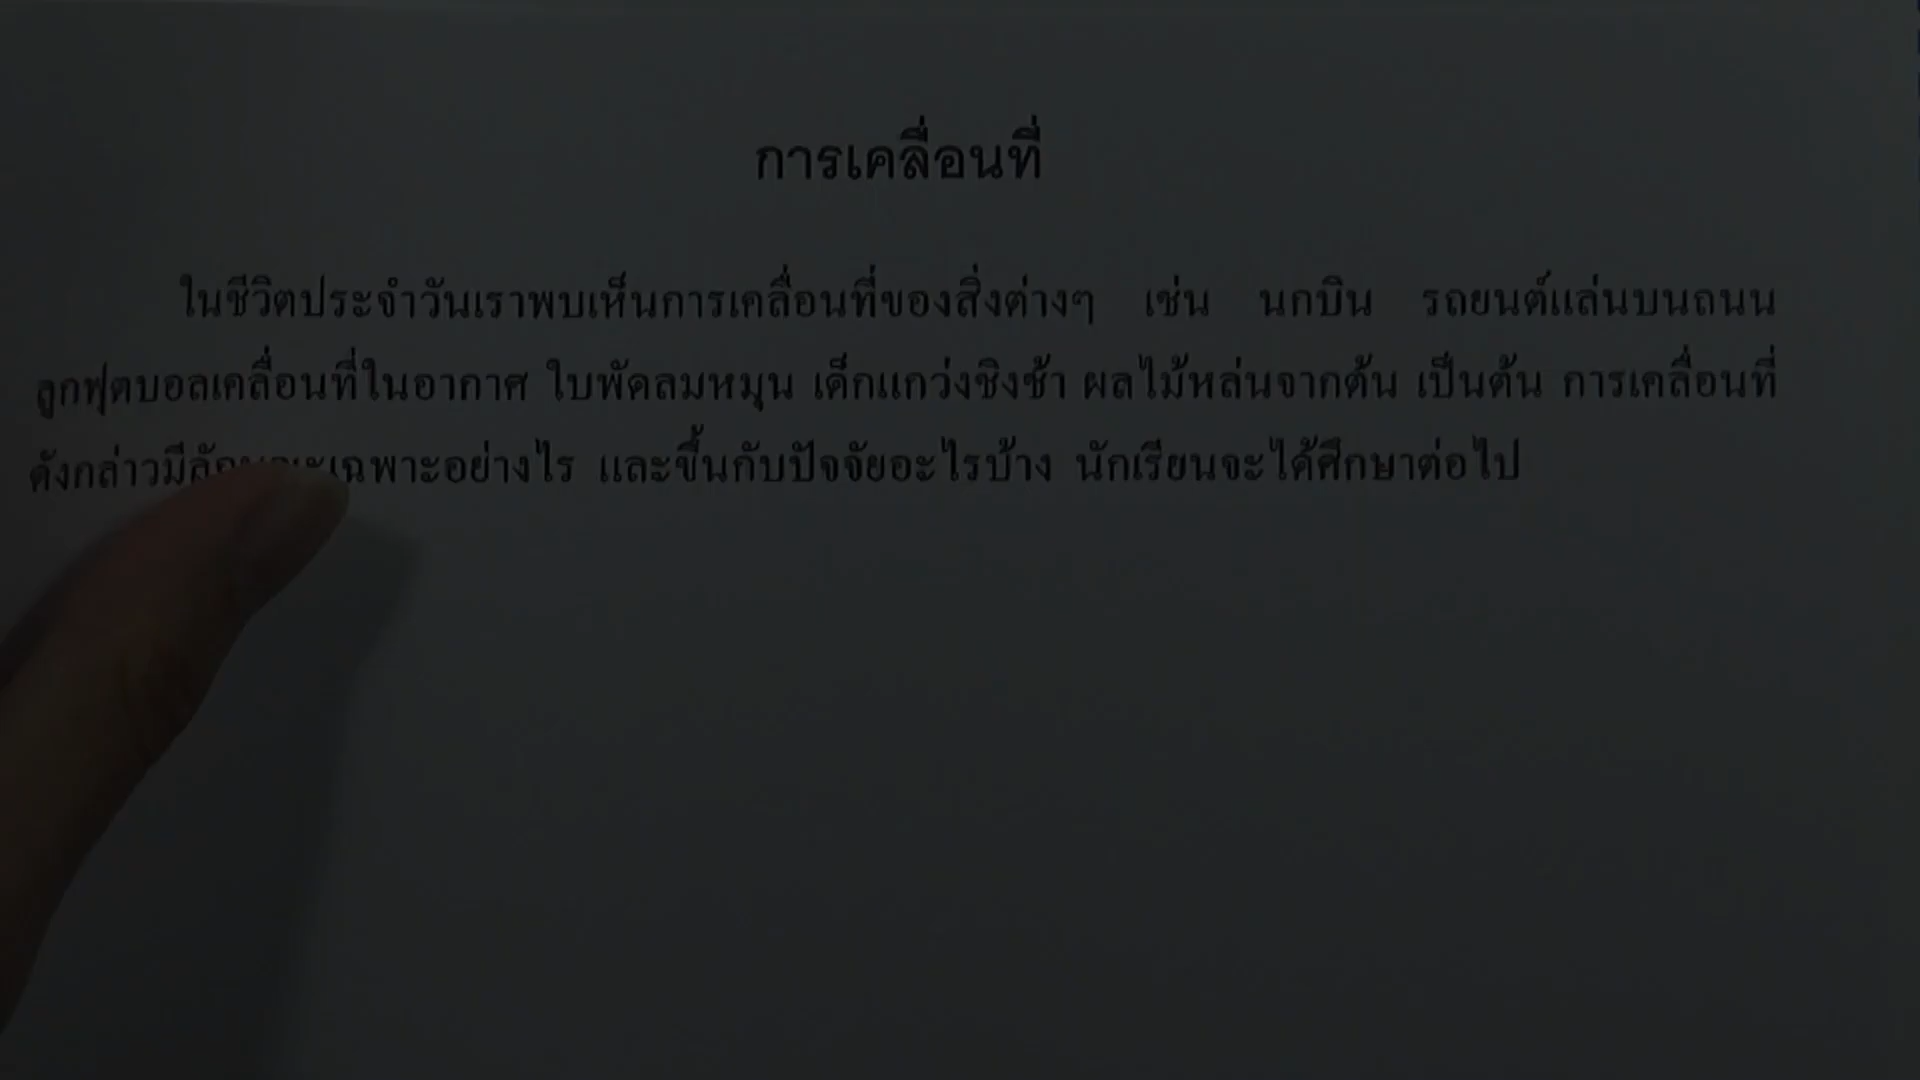 การเคลื่อนที่
ในชีวิตประจำวันเราพบเห็นการเคลื่อนที่ของสิ่งต่างๆ เช่น นกบิน รถยนต์แล่นบนถนน
ลูกฟุตบอลเคลื่อนที่ในอากาศ ใบพัดลมหมุน เด็กแกว่งชิงช้า ผลไม้หล่นจากต้น เป็นต้น การเคลื่อนที่
ดังกล่าวมีลักษณะเฉพาะอย่างไร และขึ้นกับปัจจัยอะไรบ้าง นักเรียนจะได้ศึกษาต่อไป